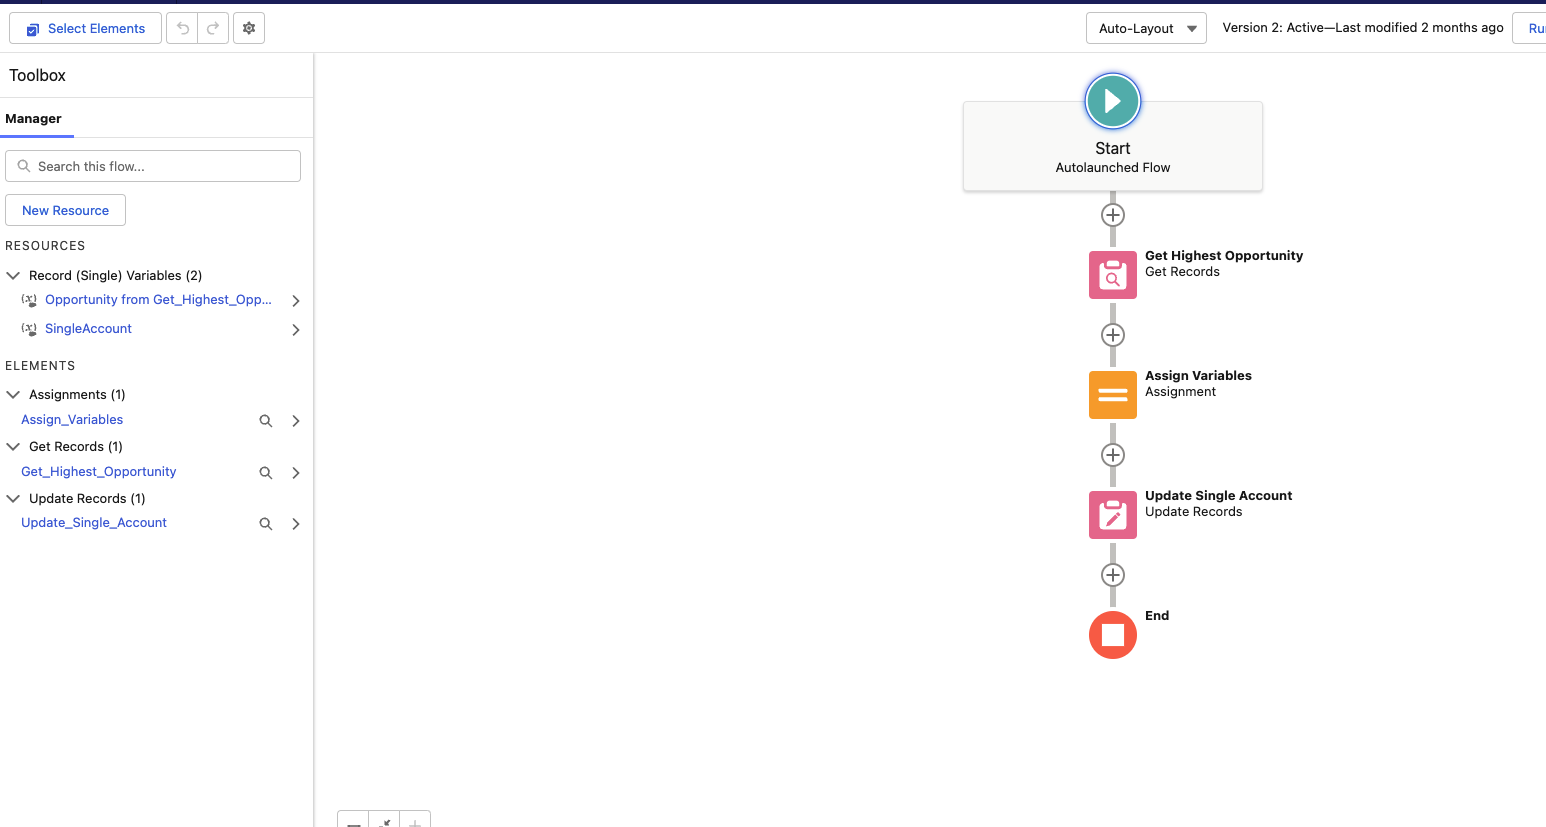 Select Elements
Auto-Layout
Version 2: Active—Last modified 2 months ago
Toolbox
Manager
Search this flow...
New Resource
RESOURCES
Record (Single) Variables (2)
Opportunity from Get_Highest_Opp...
SingleAccount
ELEMENTS
Assignments (1)
Assign_Variables
Get Records (1)
Get_Highest_Opportunity
Update Records (1)
Update_Single_Account
Start
Autolaunched Flow
Get Highest Opportunity
Get Records
Assign Variables
Assignment
Update Single Account
Update Records
End